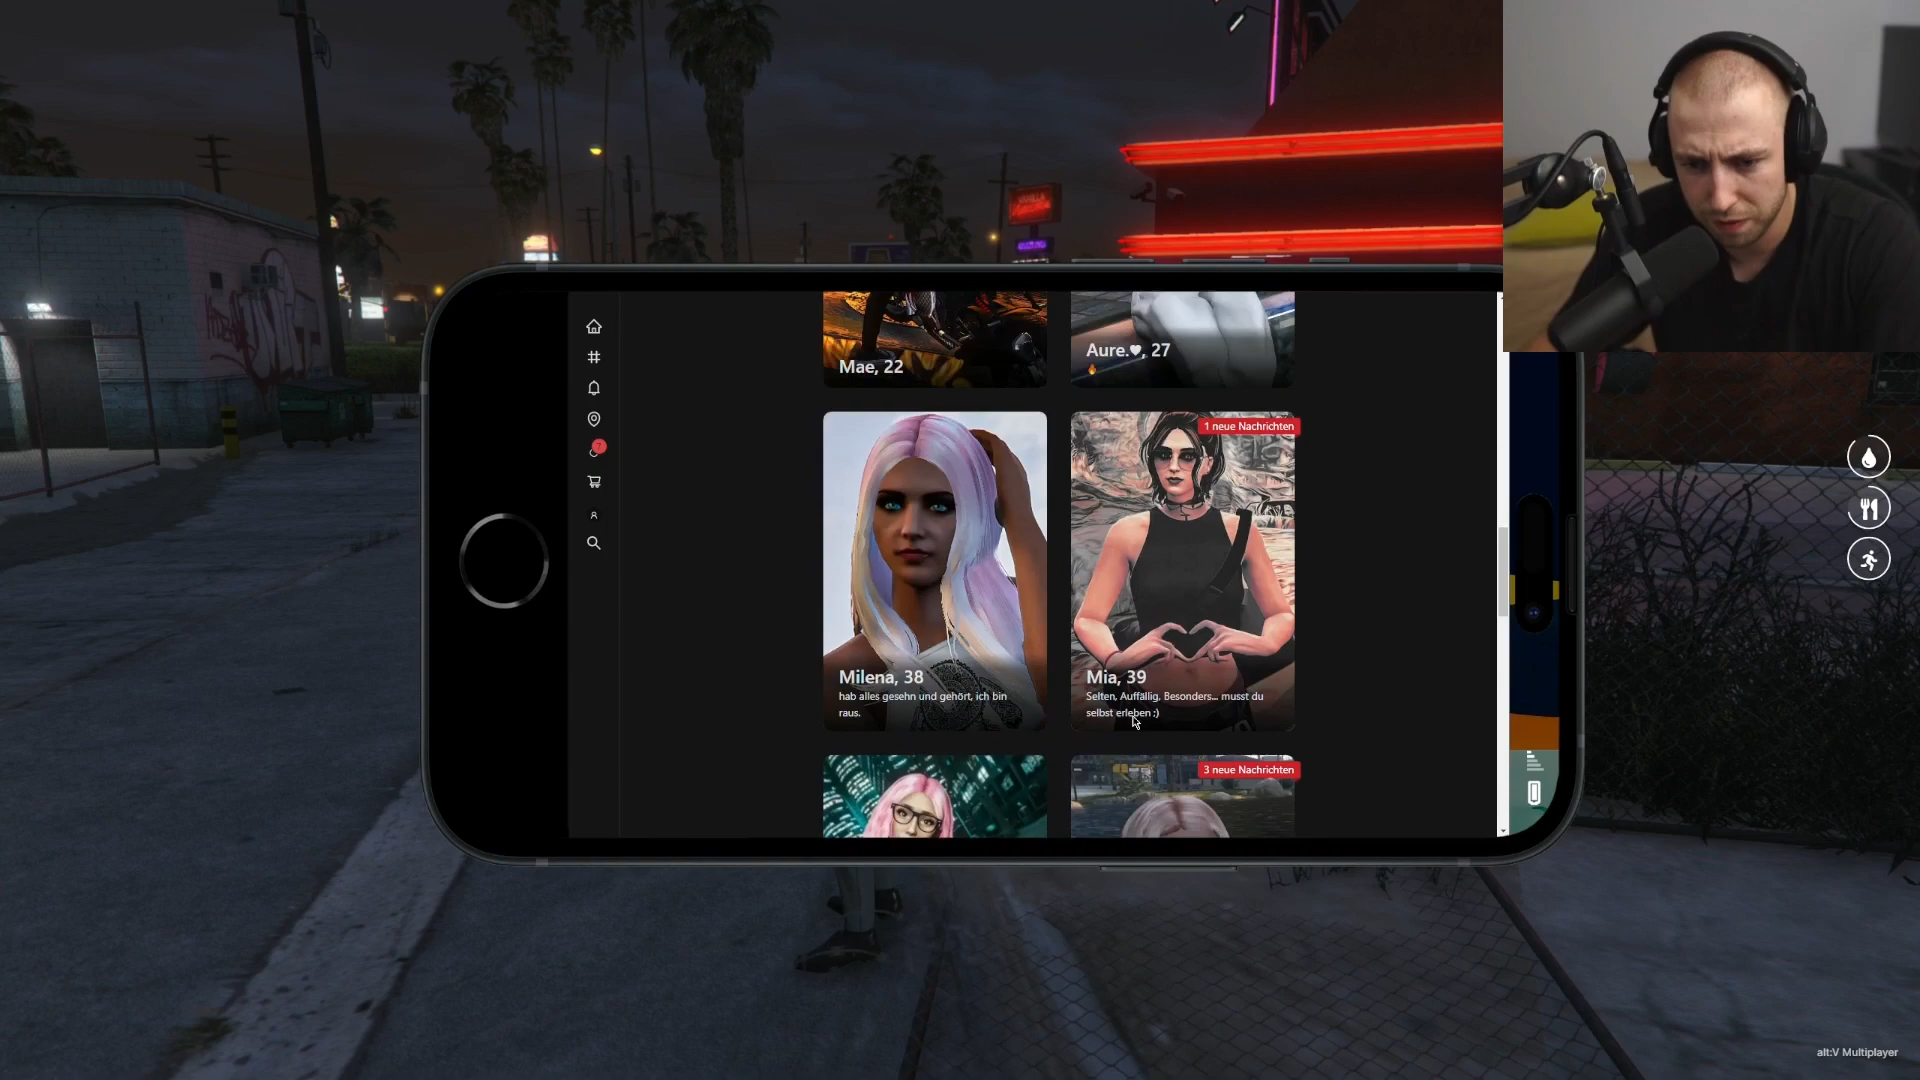 Mae, 22
Aure.♥, 27
🔥
1 neue Nachrichten
Milena, 38
hab alles gesehn und gehört, ich bin
raus.
Mia, 39
Selten, Auffällig, Besonders... musst du
selbst erleben ;)
3 neue Nachrichten
alt:V Multiplayer